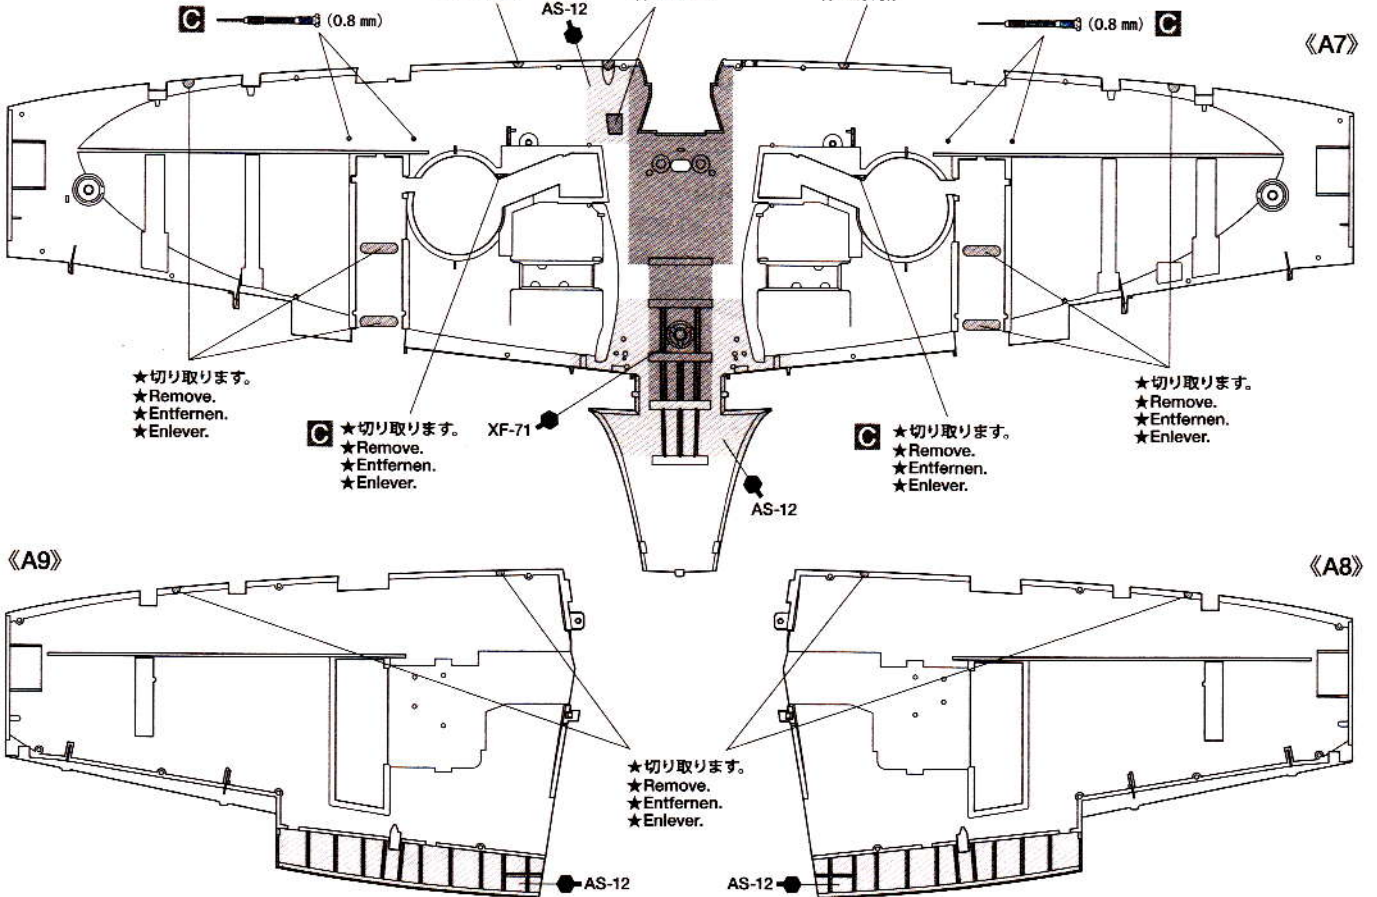 AS-12
C (0.8 mm)
(0.8 mm) C
《A7》
★切り取ります。
★Remove.
★Entfernen.
★Enlever.
C ★切り取ります。
★Remove.
★Entfernen.
★Enlever.
XF-71
C ★切り取ります。
★Remove.
★Entfernen.
★Enlever.
★切り取ります。
★Remove.
★Entfernen.
★Enlever.
AS-12
《A9》
《A8》
★切り取ります。
★Remove.
★Entfernen.
★Enlever.
AS-12
AS-12